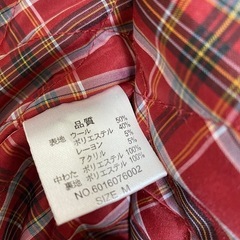 品質
表地 ウール 50%
ポリエステル 40%
レーヨン 5%
アクリル 5%
中わた ポリエステル 100%
裏地 ポリエステル 100%
NO.6016076002
SIZE M